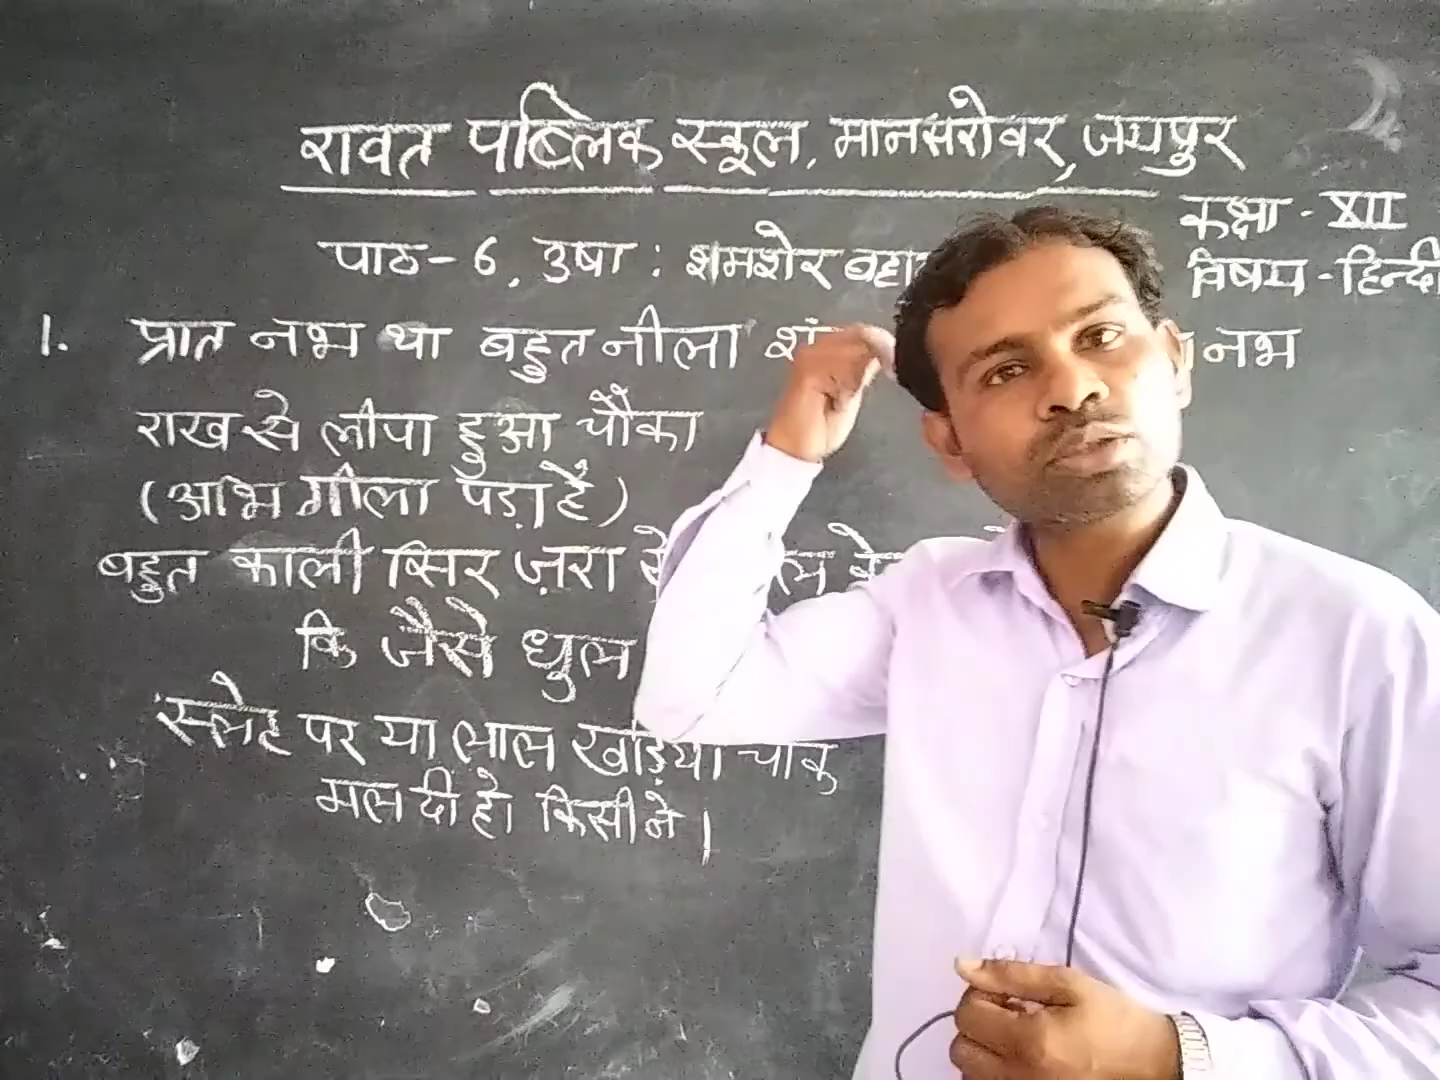 रावत पब्लिक स्कूल, मानसरोवर, जयपुर
कक्षा - XII
पाठ - 6, उषा : शमशेर
विषय - हिन्दी
1. प्रात नभ था बहुत नीला नभ
राख से लीपा हुआ चौका
(अभि गीला पड़ा है)
बहुत काली सिर ज़रा
कि जैसे धुल
स्लेट पर या लाल खड़िया चाक
मल दी हो किसी ने।